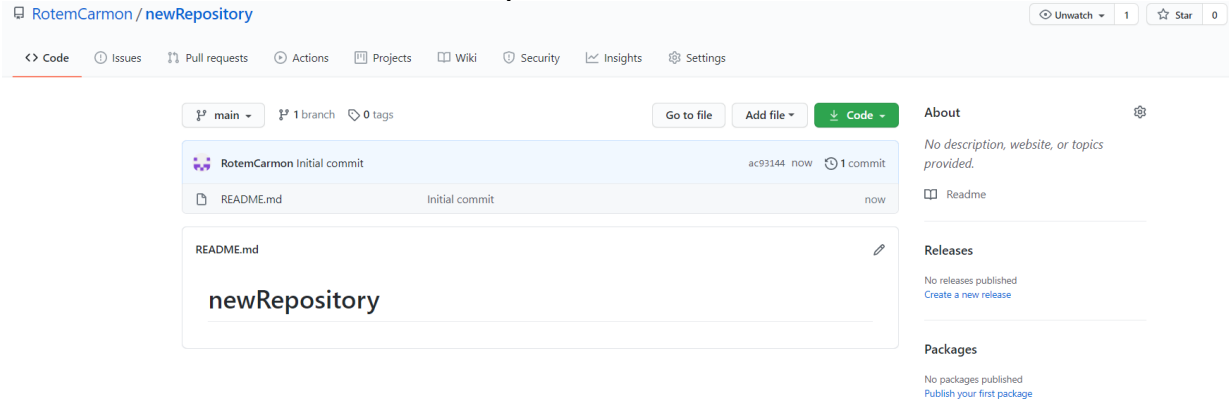 RotemCarmon / newRepository
Unwatch 1 Star 0
<> Code Issues Pull requests Actions Projects Wiki Security Insights Settings
main 1 branch 0 tags Go to file Add file Code
RotemCarmon Initial commit ac93144 now 1 commit
README.md Initial commit now
README.md
newRepository
About
No description, website, or topics
provided.
Readme
Releases
No releases published
Create a new release
Packages
No packages published
Publish your first package